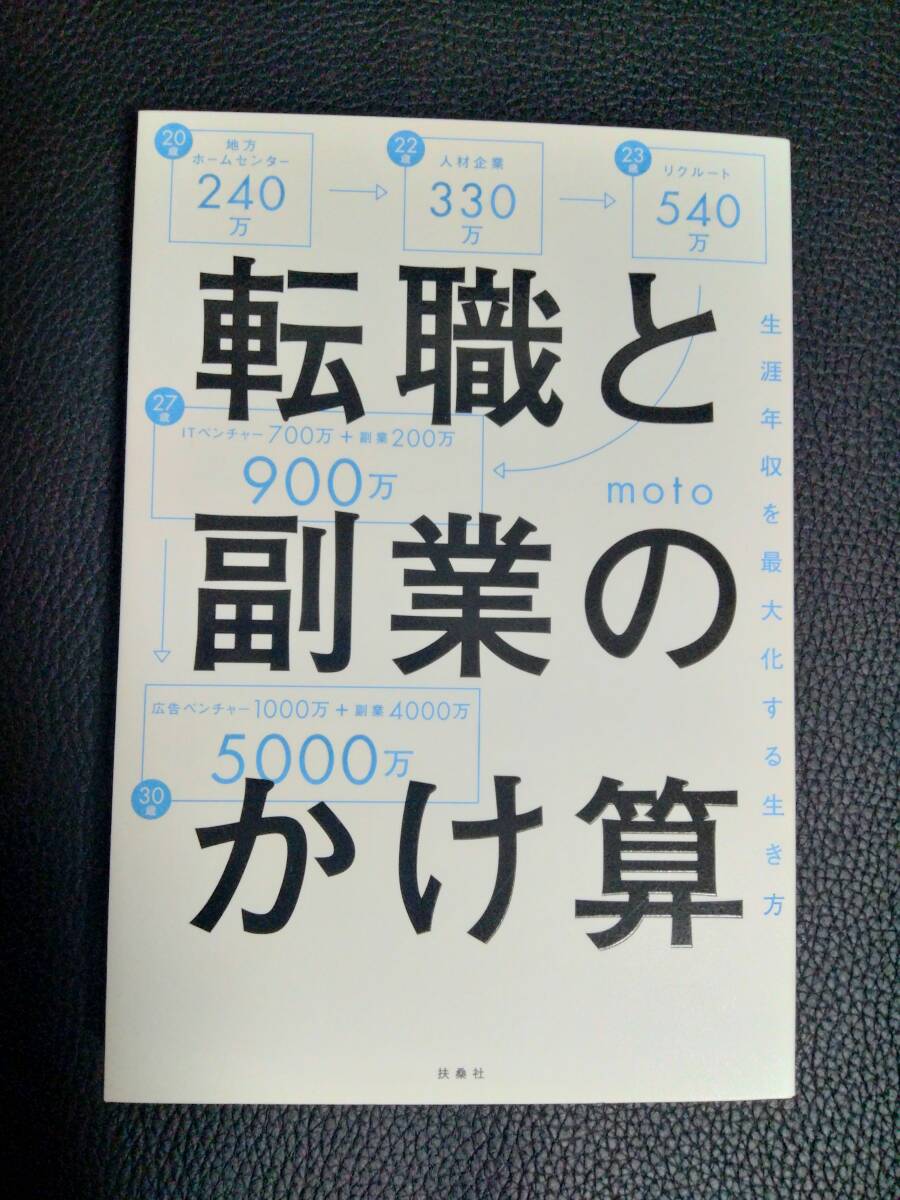 20歳
地方
ホームセンター
240
万
22歳
人材企業
330
万
23歳
リクルート
540
万
転職と
27歳
ITベンチャー700万+副業200万
900万
moto
副業の
広告ベンチャー1000万+副業4000万
5000万
30歳
かけ算
生涯年収を最大化する生き方
扶桑社